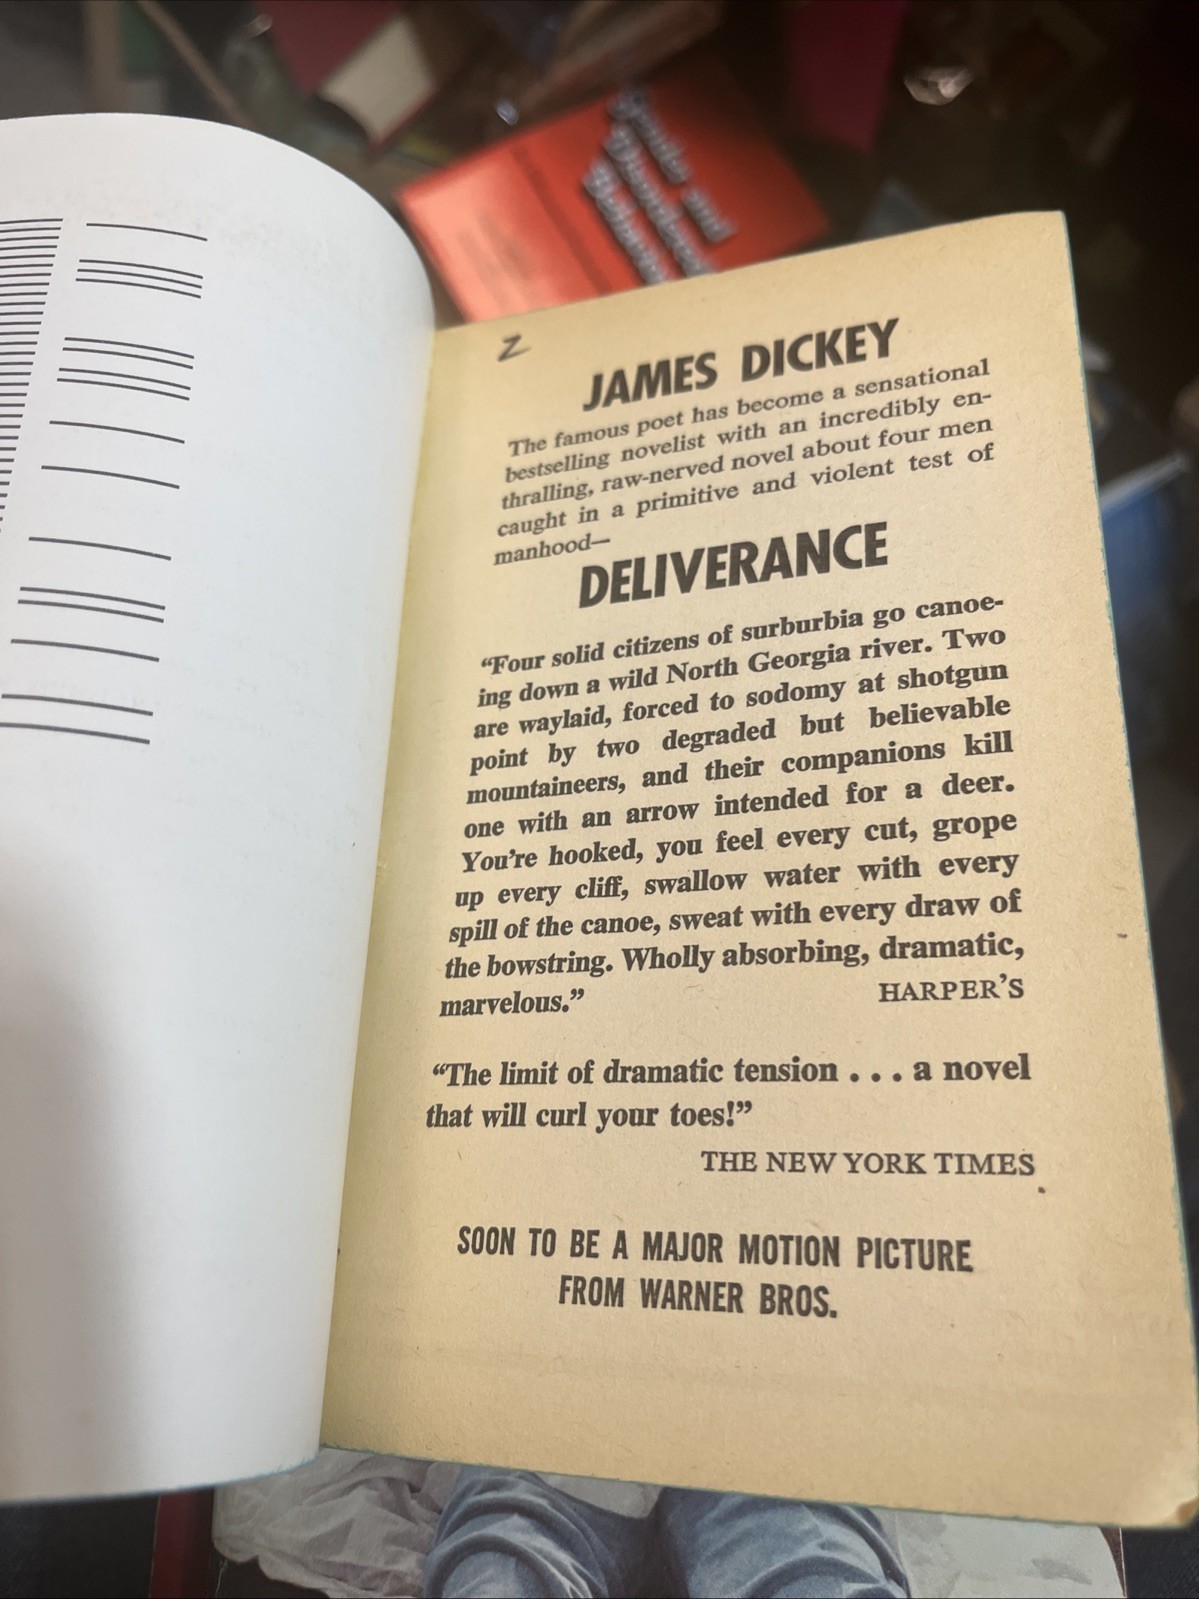 Z
JAMES DICKEY
The famous poet has become a sensational
bestselling novelist with an incredibly en-
thralling, raw-nerved novel about four men
caught in a primitive and violent test of
manhood—
DELIVERANCE
“Four solid citizens of surburbia go canoe-
ing down a wild North Georgia river. Two
are waylaid, forced to sodomy at shotgun
point by two degraded but believable
mountaineers, and their companions kill
one with an arrow intended for a deer.
You’re hooked, you feel every cut, grope
up every cliff, swallow water with every
spill of the canoe, sweat with every draw of
the bowstring. Wholly absorbing, dramatic,
marvelous.” HARPER’S
“The limit of dramatic tension . . . a novel
that will curl your toes!”
THE NEW YORK TIMES
SOON TO BE A MAJOR MOTION PICTURE
FROM WARNER BROS.